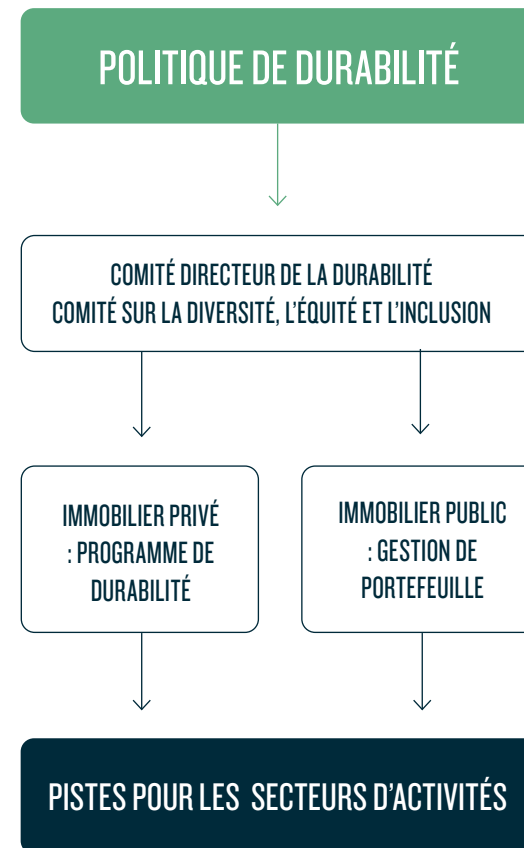 POLITIQUE DE DURABILITÉ
COMITÉ DIRECTEUR DE LA DURABILITÉ
COMITÉ SUR LA DIVERSITÉ, L'ÉQUITÉ ET L'INCLUSION
IMMOBILIER PRIVÉ
: PROGRAMME DE
DURABILITÉ
IMMOBILIER PUBLIC
: GESTION DE
PORTEFEUILLE
PISTES POUR LES SECTEURS D'ACTIVITÉS